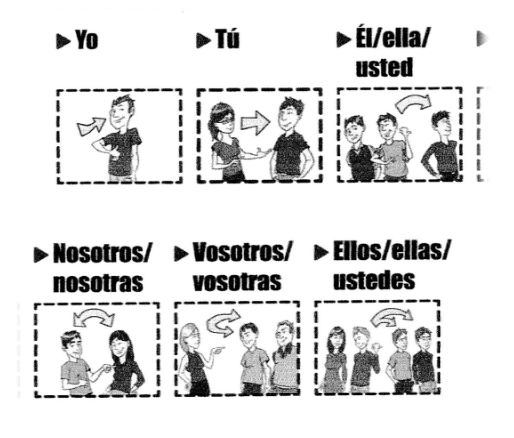 Yo
Tú
Él/ella/
usted
Nosotros/
nosotras
Vosotros/
vosotras
Ellos/ellas/
ustedes